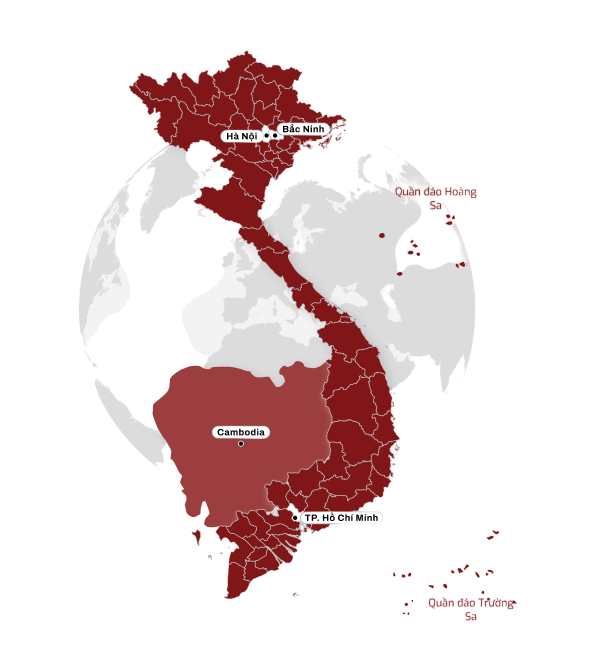 Bắc Ninh
Hà Nội
Quần đảo Hoàng
Sa
Cambodia
TP. Hồ Chí Minh
Quần đảo Trường
Sa